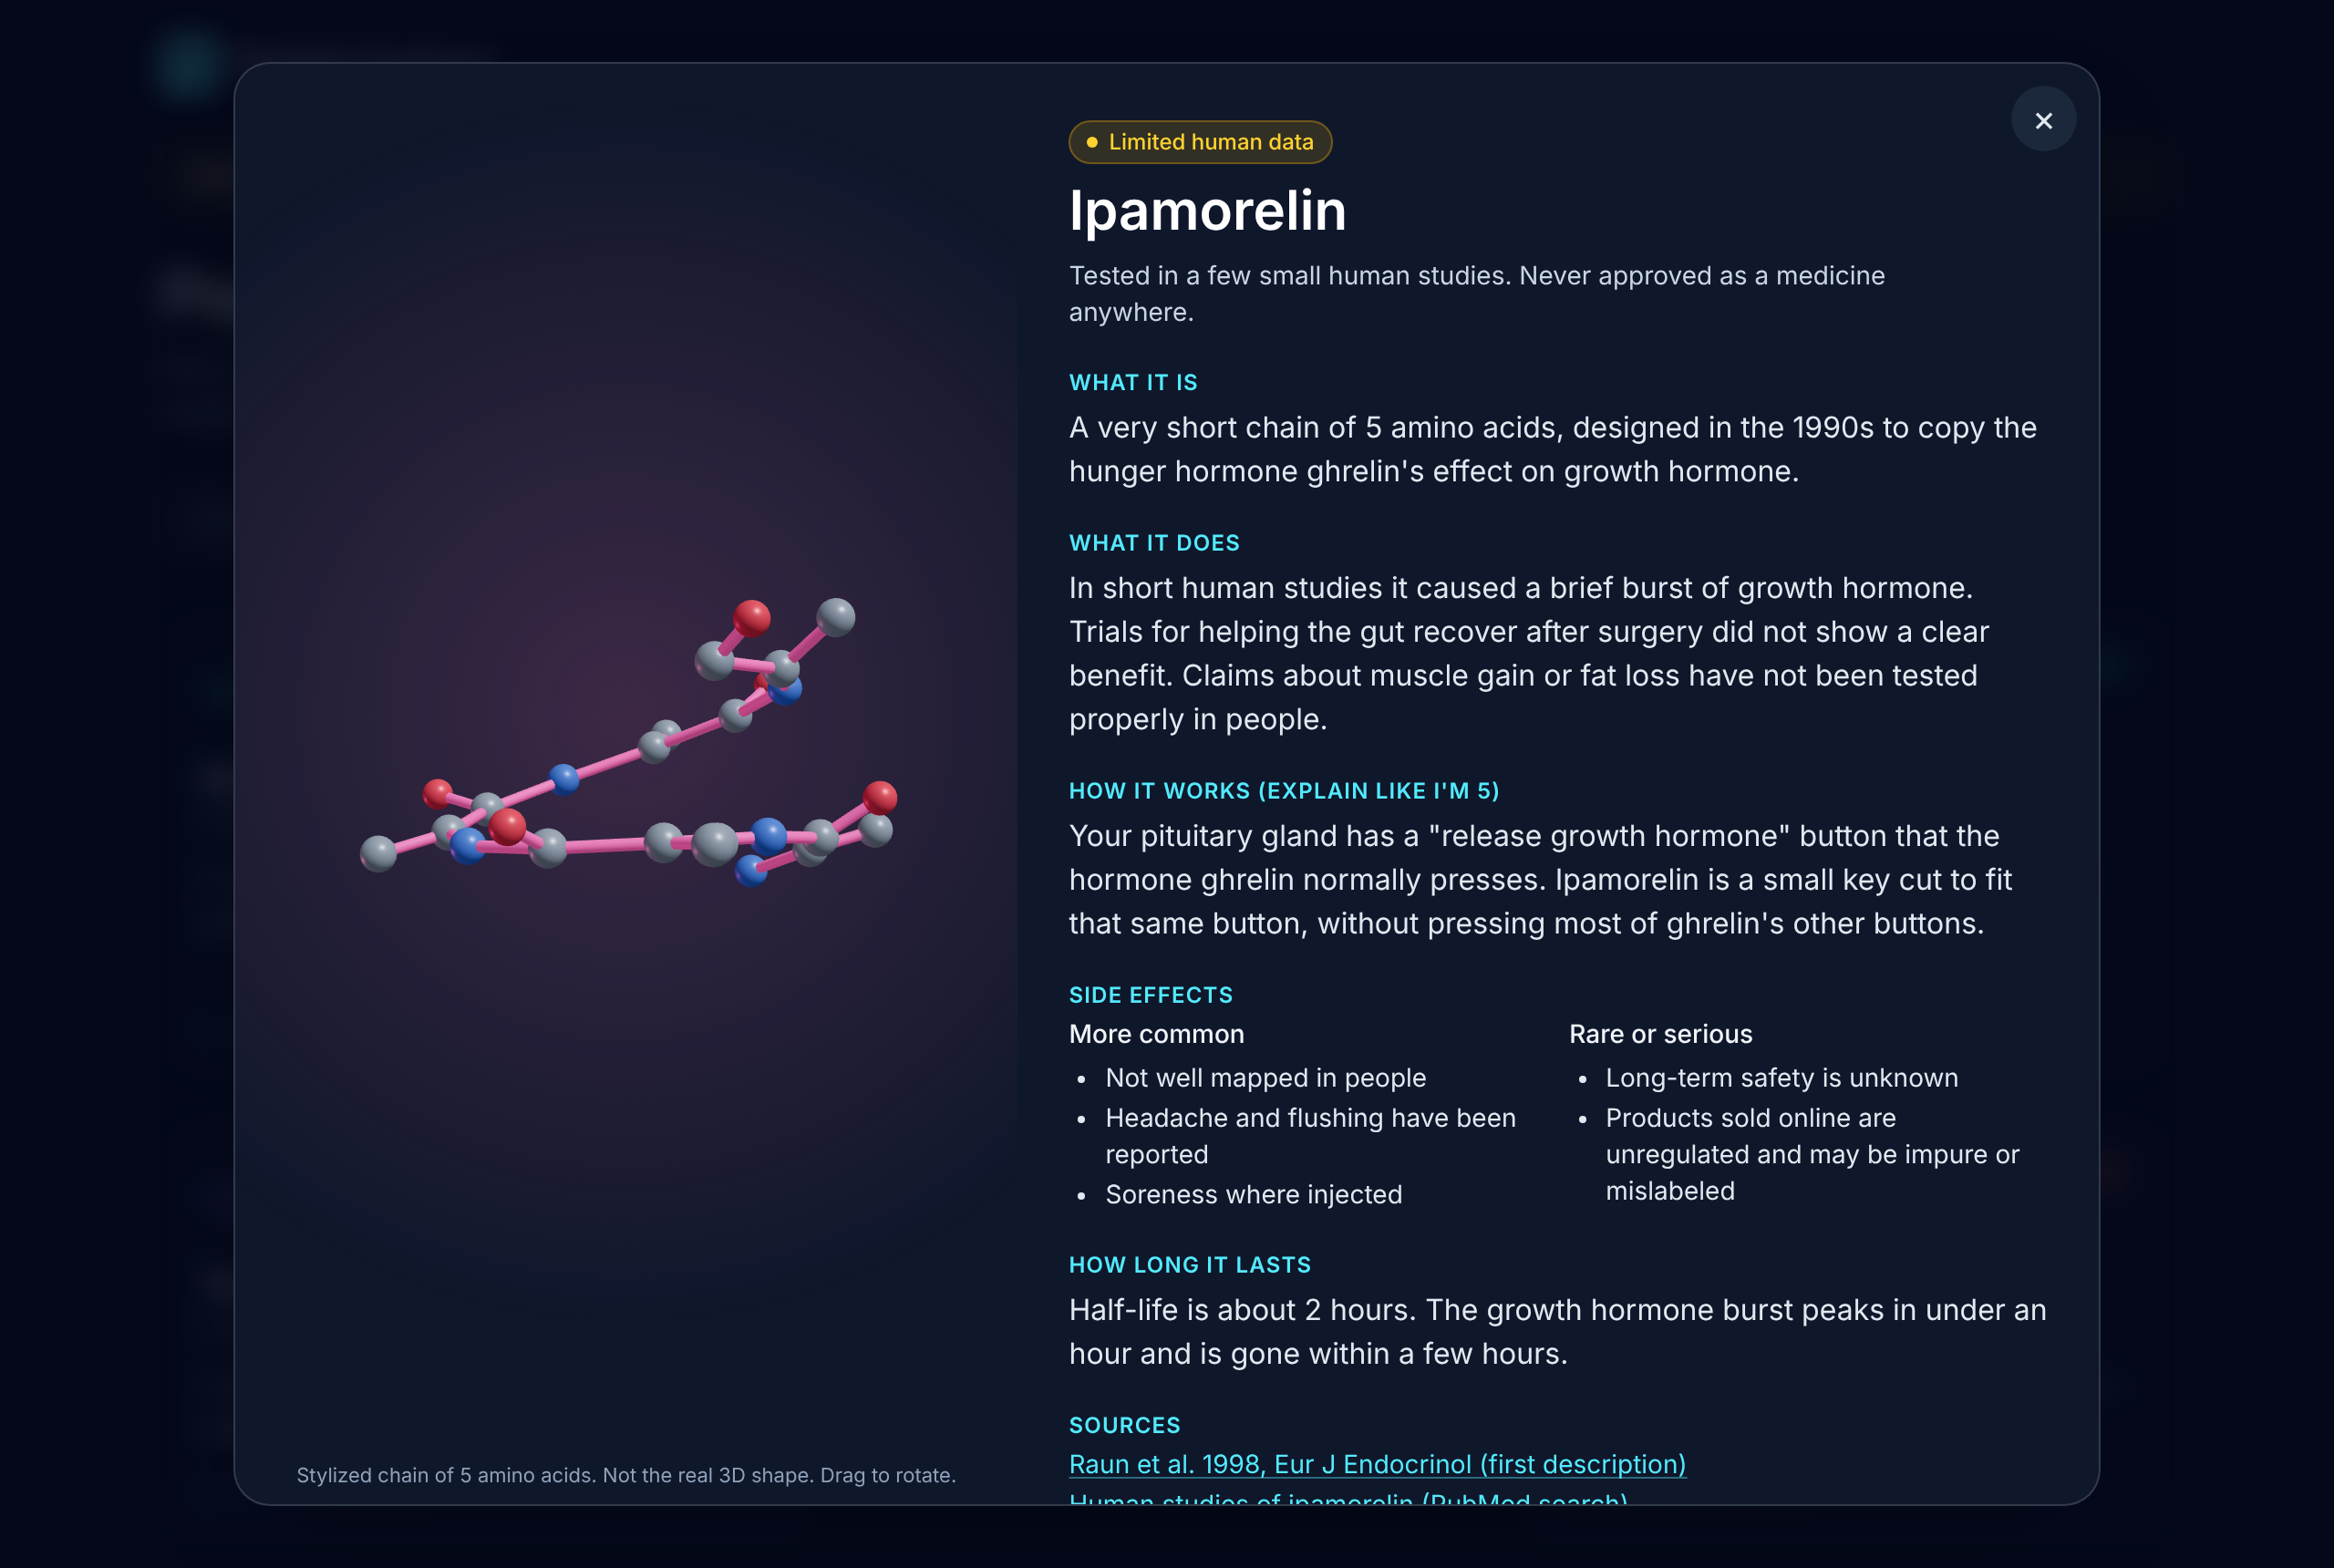 Limited human data
Ipamorelin
Tested in a few small human studies. Never approved as a medicine
anywhere.
WHAT IT IS
A very short chain of 5 amino acids, designed in the 1990s to copy the
hunger hormone ghrelin's effect on growth hormone.
WHAT IT DOES
In short human studies it caused a brief burst of growth hormone.
Trials for helping the gut recover after surgery did not show a clear
benefit. Claims about muscle gain or fat loss have not been tested
properly in people.
HOW IT WORKS (EXPLAIN LIKE I'M 5)
Your pituitary gland has a "release growth hormone" button that the
hormone ghrelin normally presses. Ipamorelin is a small key cut to fit
that same button, without pressing most of ghrelin's other buttons.
SIDE EFFECTS
More common
Not well mapped in people
Headache and flushing have been
reported
Soreness where injected
Rare or serious
Long-term safety is unknown
Products sold online are
unregulated and may be impure or
mislabeled
HOW LONG IT LASTS
Half-life is about 2 hours. The growth hormone burst peaks in under an
hour and is gone within a few hours.
SOURCES
Raun et al. 1998, Eur J Endocrinol (first description)
Human studies of ipamorelin (PubMed search)
Stylized chain of 5 amino acids. Not the real 3D shape. Drag to rotate.